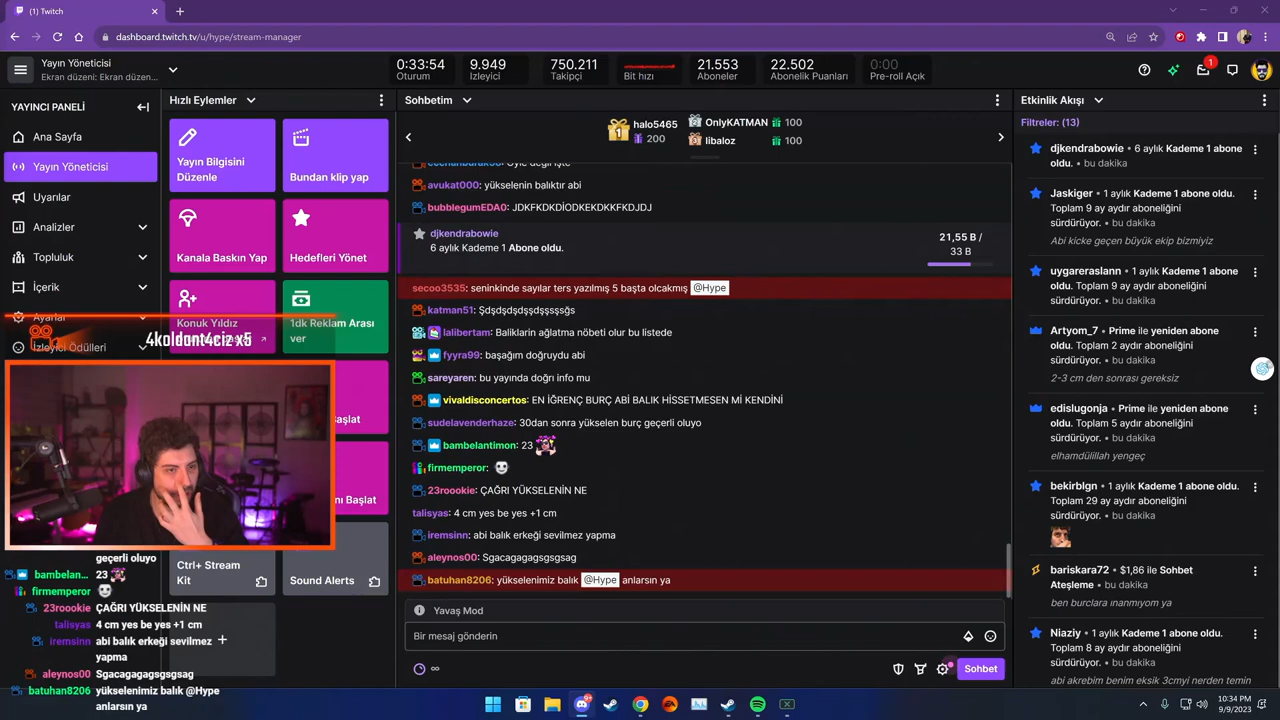 (1) Twitch
dashboard.twitch.tv/u/hype/stream-manager
Yayın Yöneticisi
Ekran düzeni: Ekran düzen...
0:33:54
Oturum
9.949
İzleyici
750.211
Takipçi
Bit hızı
21.553
Aboneler
22.502
Abonelik Puanları
0:00
Pre-roll Açık
1
YAYINCI PANELİ
Ana Sayfa
Yayın Yöneticisi
Uyarılar
Analizler
Topluluk
İçerik
Ayarlar
İzleyici Ödülleri
4koldant4ciz x5
Hızlı Eylemler
Yayın Bilgisini
Düzenle
Bundan klip yap
Kanala Baskın Yap
Hedefleri Yönet
Konuk Yıldız
1dk Reklam Arası
ver
Ctrl+ Stream
Kit
Sound Alerts
geçerli oluyo
bambelan... 23
firmemperor:
23roookie: ÇAĞRI YÜKSELENİN NE
talisyas: 4 cm yes be yes +1 cm
iremsinn: abi balık erkeği sevilmez
yapma
aleynos00: Sgacagagagsgsgsag
batuhan8206: yükselenimiz balık @Hype
anlarsın ya
Sohbetim
1
halo5465
200
OnlyKATMAN 100
libaloz 100
avukat000: yükselenin balıktır abi
bubblegumEDA0: JDKFKDKDİODKEKDKKFKDJDJ
djkendrabowie
6 aylık Kademe 1 Abone oldu.
21,55 B /
33 B
secoo3535: seninkinde sayılar ters yazılmış 5 başta olcakmış @Hype
katman51: Şdşdşdşdşşdşşşşğs
lalibertam: Baliklarin ağlatma nöbeti olur bu listede
fyyra99: başağım doğruydu abi
sareyaren: bu yayında doğrı info mu
vivaldisconcertos: EN İĞRENÇ BURÇ ABİ BALIK HİSSETMESEN Mİ KENDİNİ
sudelavenderhaze: 30dan sonra yükselen burç geçerli oluyo
bambelantimon: 23
firmemperor:
23roookie: ÇAĞRI YÜKSELENİN NE
talisyas: 4 cm yes be yes +1 cm
iremsinn: abi balık erkeği sevilmez yapma
aleynos00: Sgacagagagsgsgsag
batuhan8206: yükselenimiz balık @Hype anlarsın ya
Yavaş Mod
Bir mesaj gönderin
Sohbet
Etkinlik Akışı
Filtreler: (13)
djkendrabowie • 6 aylık Kademe 1 abone
oldu. • bu dakika
Jaskiger • 1 aylık Kademe 1 abone oldu.
Toplam 9 ay aydır aboneliğini
sürdürüyor. • bu dakika
Abi kicke geçen büyük ekip bizmiyiz
uygareraslann • 1 aylık Kademe 1 abone
oldu. Toplam 9 ay aydır aboneliğini
sürdürüyor. • bu dakika
Artyom_7 • Prime ile yeniden abone
oldu. Toplam 2 aydır aboneliğini
sürdürüyor. • bu dakika
2-3 cm den sonrası gereksiz
edislugonja • Prime ile yeniden abone
oldu. Toplam 5 aydır aboneliğini
sürdürüyor. • bu dakika
elhamdülillah yengeç
bekirblgn • 1 aylık Kademe 1 abone oldu.
Toplam 29 ay aydır aboneliğini
sürdürüyor. • bu dakika
bariskara72 • $1,86 ile Sohbet
Ateşleme • bu dakika
ben burclara ınanmıyom ya
Niaziy • 1 aylık Kademe 1 abone oldu.
Toplam 8 ay aydır aboneliğini
sürdürüyor. • bu dakika
abi akrebim benim eksik 3cmyi nerden temin
10:34 PM
9/9/2023